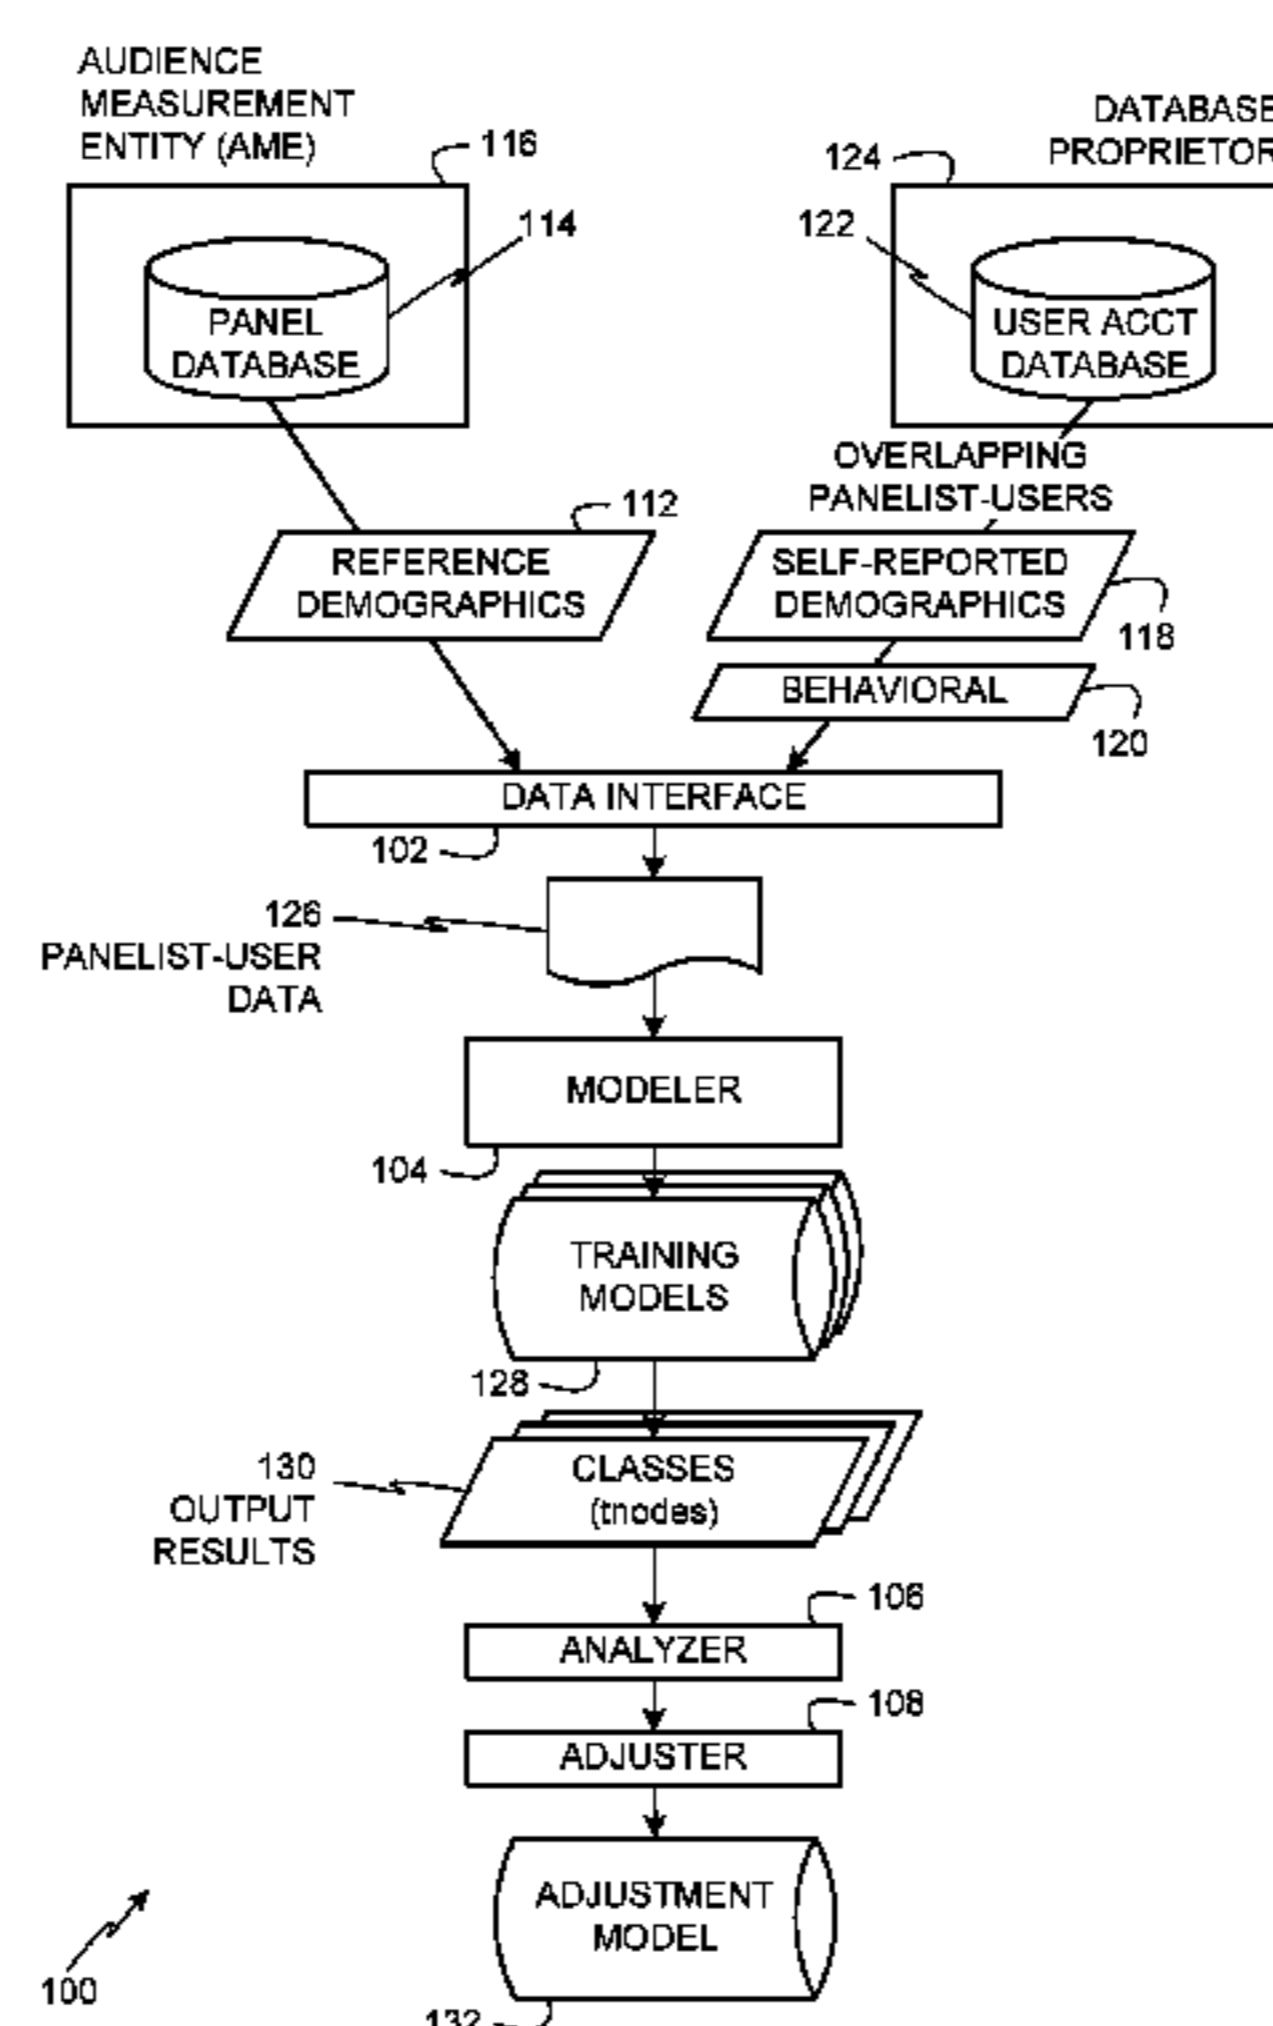 AUDIENCE
MEASUREMENT
ENTITY (AME)
116
114
PANEL
DATABASE
DATABASE
PROPRIETOR
124
122
USER ACCT
DATABASE
OVERLAPPING
PANELIST-USERS
112
REFERENCE
DEMOGRAPHICS
SELF-REPORTED
DEMOGRAPHICS
118
BEHAVIORAL
120
DATA INTERFACE
102
126
PANELIST-USER
DATA
MODELER
104
TRAINING
MODELS
128
130
OUTPUT
RESULTS
CLASSES
(tnodes)
106
ANALYZER
108
ADJUSTER
ADJUSTMENT
MODEL
100
132